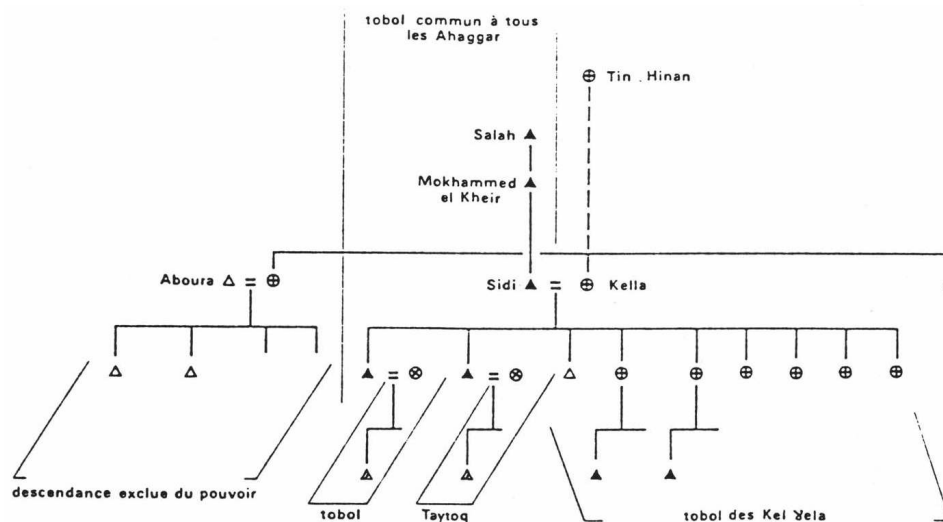 tobol commun à tous
les Ahaggar
Tin Hinan
Salah
Mokhammed
el Kheir
Aboura
Sidi
Kella
descendance exclue du pouvoir
tobol
Taytoq
tobol des Kel Ɣela